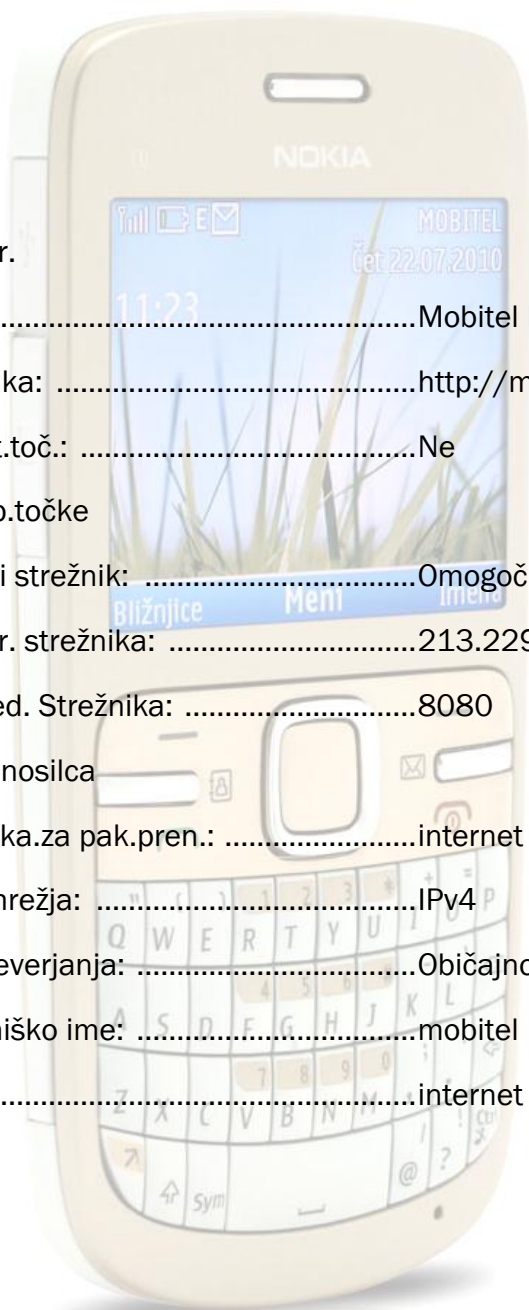 NOKIA
MOBITEL
čet 22.07.2010
r.
11:23
Mobitel
ka: http://m
t.toč.: Ne
p.točke
i strežnik: Omogoč
Bližnjice Meni Imena
r. strežnika: 213.229
ed. Strežnika: 8080
nosilca
ka.za pak.pren.: internet
mrežja: IPv4
Q W E R T Y U I O P
everjanja: Običajno
A S D F G H J K L
niško ime: mobitel
Z X C V B N M
internet
Sym @ ?